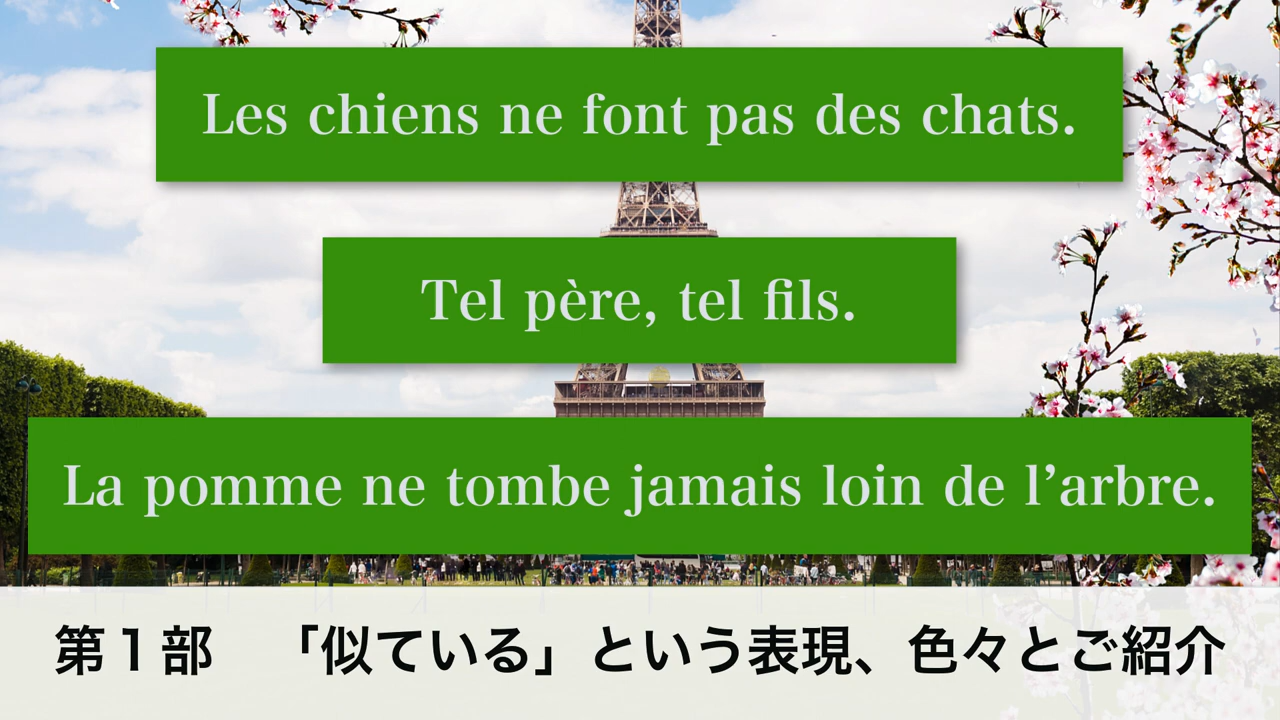 Les chiens ne font pas des chats.
Tel père, tel fils.
La pomme ne tombe jamais loin de l’arbre.
第１部　「似ている」という表現、色々とご紹介